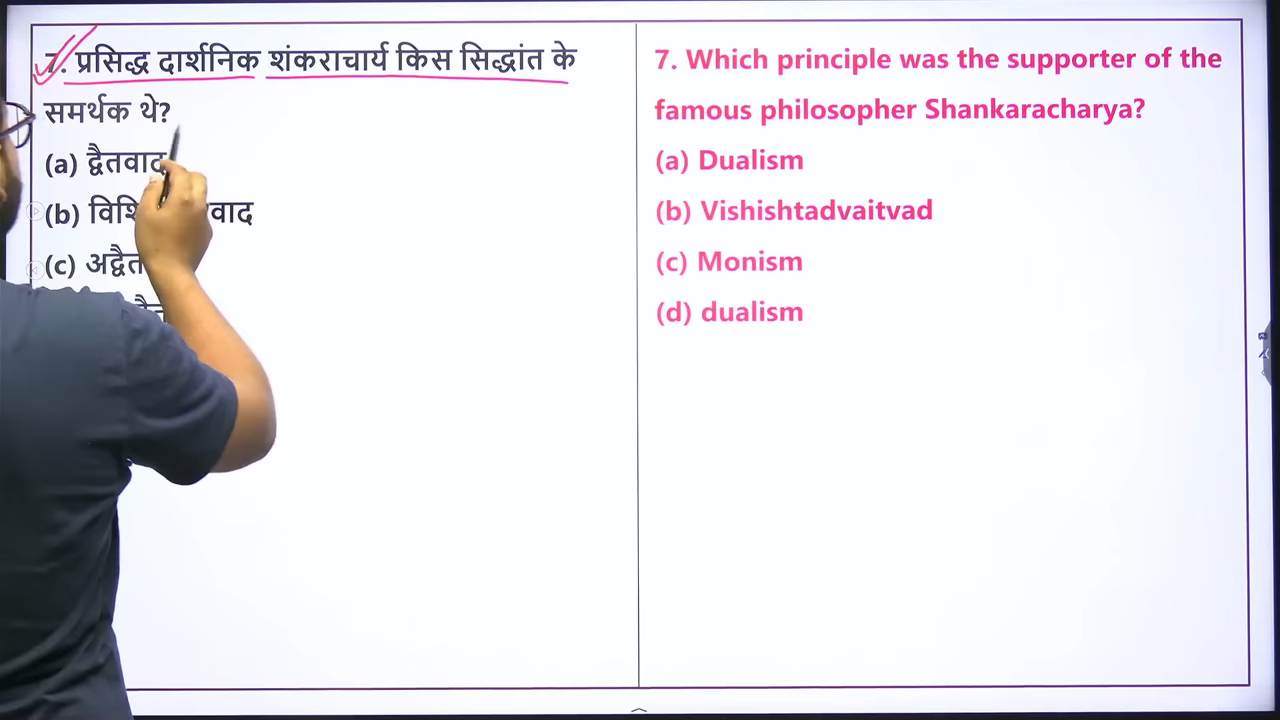 7. प्रसिद्ध दार्शनिक शंकराचार्य किस सिद्धांत के
समर्थक थे?
(a) द्वैतवाद
(b)
(c)
7. Which principle was the supporter of the
famous philosopher Shankaracharya?
(a) Dualism
(b) Vishishtadvaitvad
(c) Monism
(d) dualism